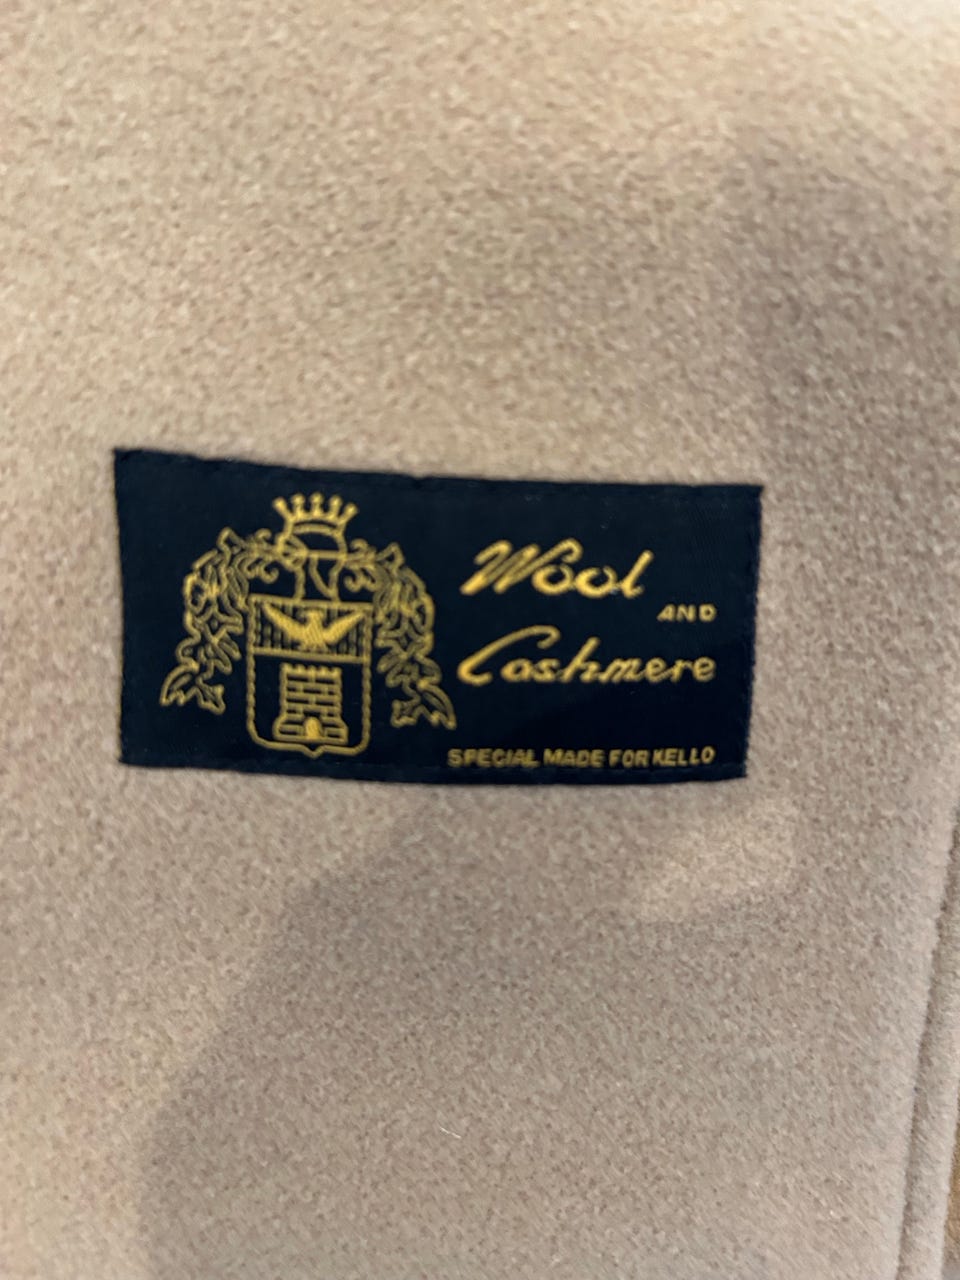 Wool
AND
Cashmere
SPECIAL MADE FOR KELLO